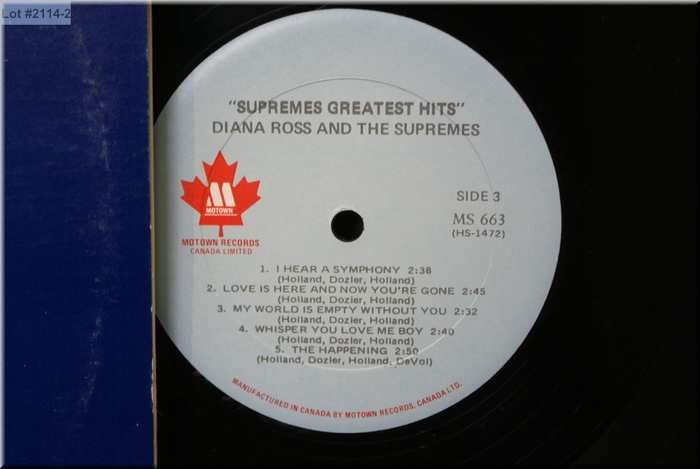 Lot #2114-2
"SUPREMES GREATEST HITS"
DIANA ROSS AND THE SUPREMES
M
MOTOWN
MOTOWN RECORDS
CANADA LIMITED
SIDE 3
MS 663
(HS-1472)
1. I HEAR A SYMPHONY 2:38
(Holland, Dozier, Holland)
2. LOVE IS HERE AND NOW YOU'RE GONE 2:45
(Holland, Dozier, Holland)
3. MY WORLD IS EMPTY WITHOUT YOU 2:32
(Holland, Dozier, Holland)
4. WHISPER YOU LOVE ME BOY 2:40
(Holland, Dozier, Holland)
5. THE HAPPENING 2:50
(Holland, Dozier, Holland, DeVol)
MANUFACTURED IN CANADA BY MOTOWN RECORDS, CANADA LTD.